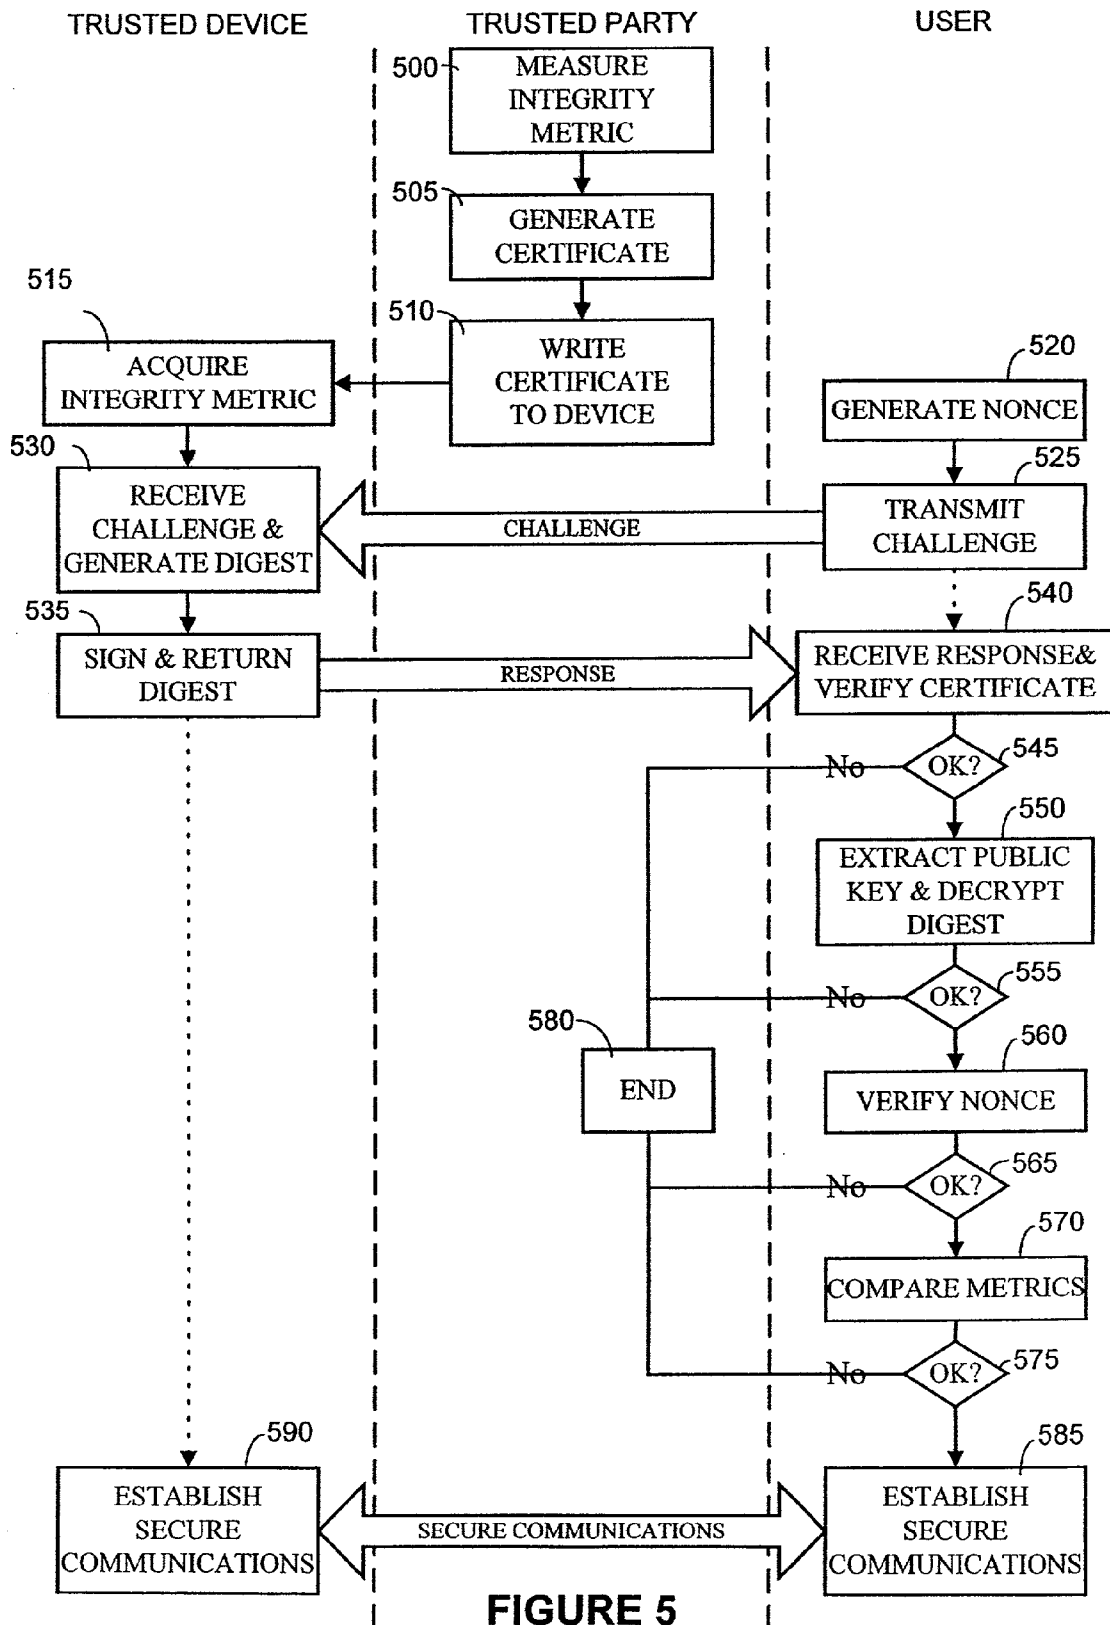 TRUSTED DEVICE
TRUSTED PARTY
USER
500
MEASURE
INTEGRITY
METRIC
505
GENERATE
CERTIFICATE
510
WRITE
CERTIFICATE
TO DEVICE
515
ACQUIRE
INTEGRITY METRIC
520
GENERATE NONCE
530
RECEIVE
CHALLENGE &
GENERATE DIGEST
CHALLENGE
525
TRANSMIT
CHALLENGE
535
SIGN & RETURN
DIGEST
RESPONSE
540
RECEIVE RESPONSE&
VERIFY CERTIFICATE
No
OK?
545
550
EXTRACT PUBLIC
KEY & DECRYPT
DIGEST
No
OK?
555
580
END
560
VERIFY NONCE
No
OK?
565
570
COMPARE METRICS
No
OK?
575
590
ESTABLISH
SECURE
COMMUNICATIONS
SECURE COMMUNICATIONS
585
ESTABLISH
SECURE
COMMUNICATIONS
FIGURE 5